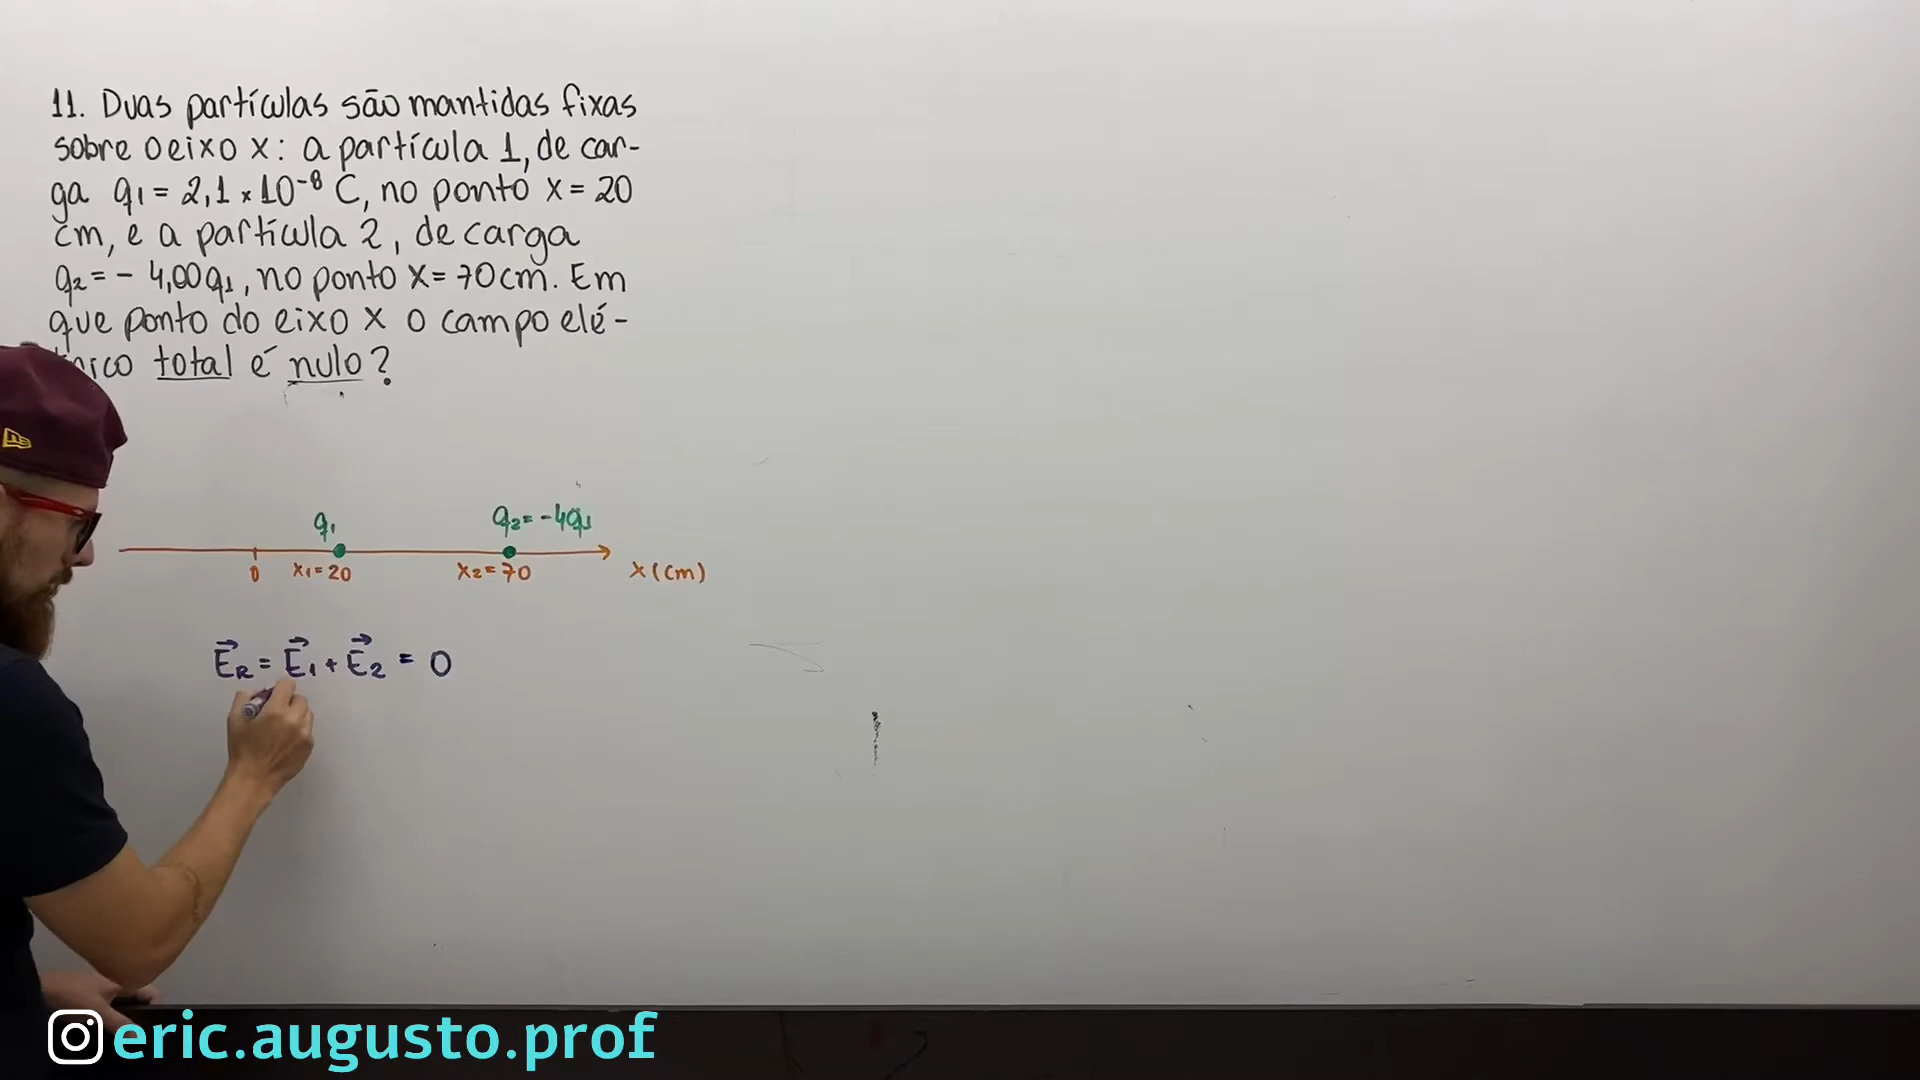 11. Duas partículas são mantidas fixas
sobre o eixo x: a partícula 1, de car-
ga q₁ = 2,1 × 10⁻⁸ C, no ponto x = 20
cm, e a partícula 2, de carga
q₂ = - 4,00q₁, no ponto x = 70cm. Em
que ponto do eixo x o campo elé-
total é nulo?
q₁ q₂ = -4q₁
0 x₁ = 20 x₂ = 70 x (cm)
E⃗R = E⃗₁ + E⃗₂ = 0
eric.augusto.prof